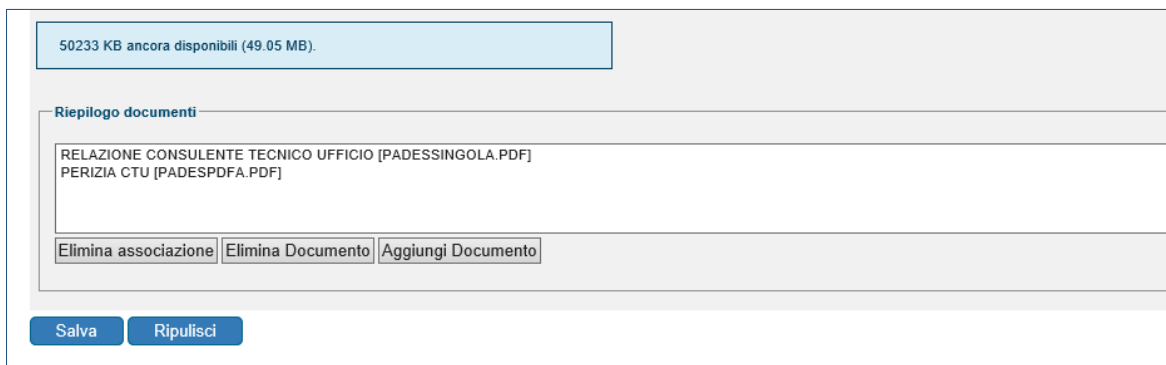 50233 KB ancora disponibili (49.05 MB).
Riepilogo documenti
RELAZIONE CONSULENTE TECNICO UFFICIO [PADESSINGOLA.PDF]
PERIZIA CTU [PADESPDFA.PDF]
Elimina associazione Elimina Documento Aggiungi Documento
Salva Ripulisci